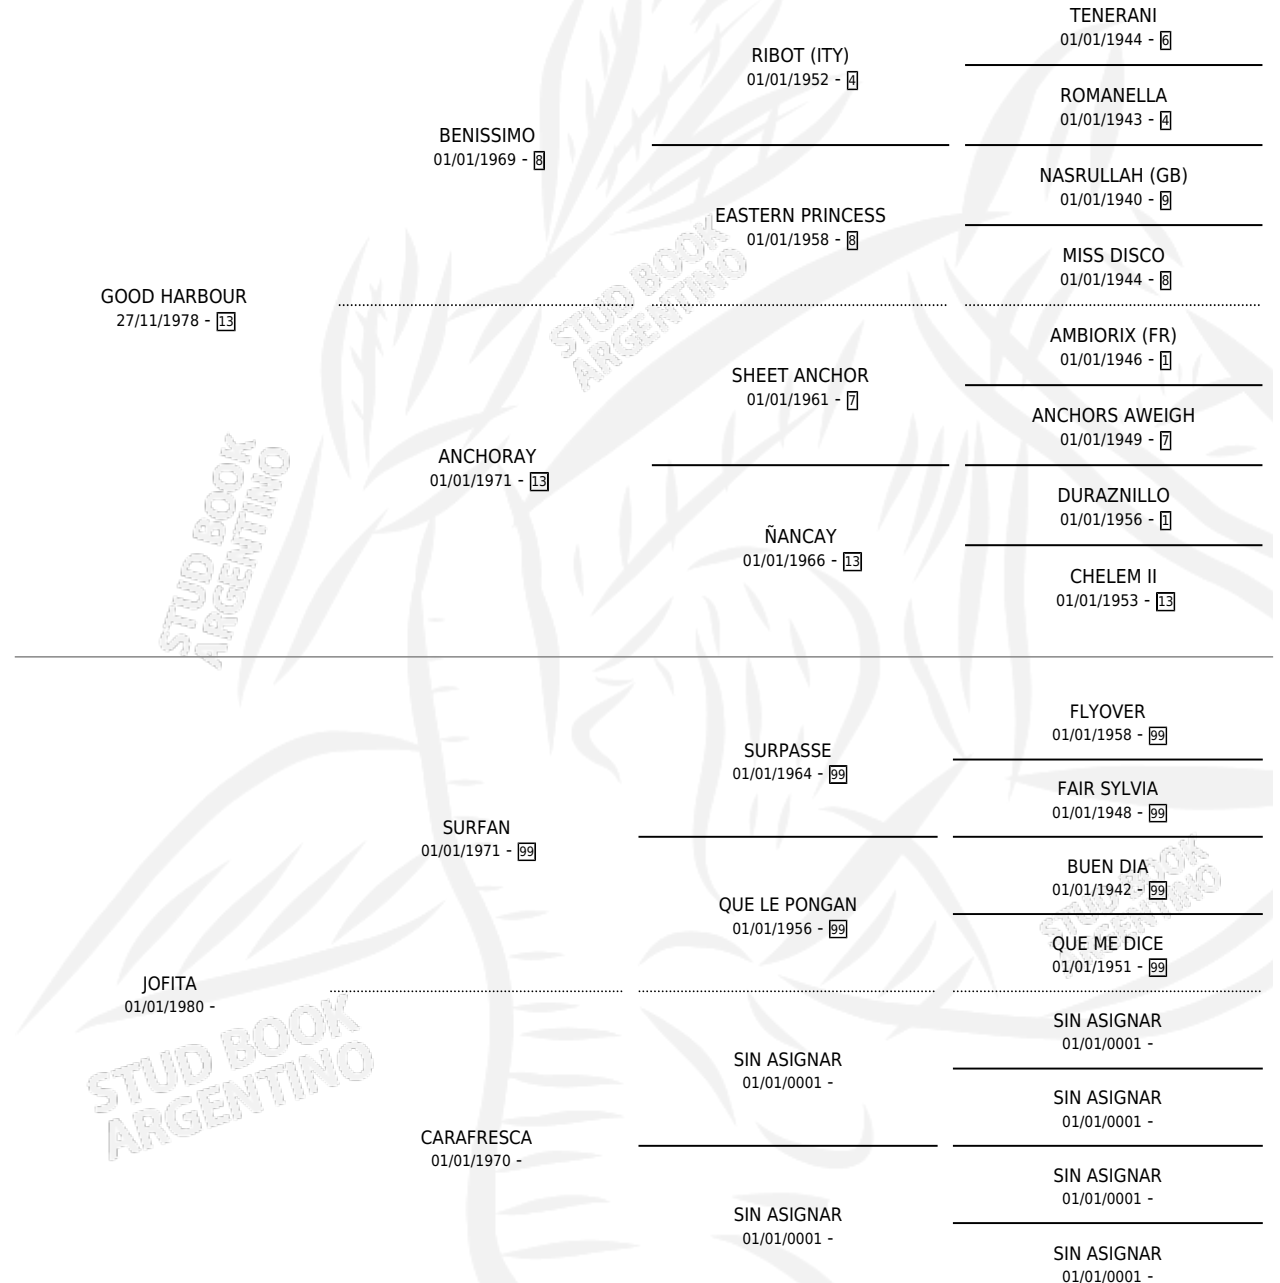 TENERANI
01/01/1944 - 6
RIBOT (ITY)
01/01/1952 - 4
ROMANELLA
01/01/1943 - 4
BENISSIMO
01/01/1969 - 8
NASRULLAH (GB)
01/01/1940 - 9
EASTERN PRINCESS
01/01/1958 - 8
MISS DISCO
01/01/1944 - 8
GOOD HARBOUR
27/11/1978 - 13
AMBIORIX (FR)
01/01/1946 - 1
SHEET ANCHOR
01/01/1961 - 7
ANCHORS AWEIGH
01/01/1949 - 7
ANCHORAY
01/01/1971 - 13
DURAZNILLO
01/01/1956 - 1
ÑANCAY
01/01/1966 - 13
CHELEM II
01/01/1953 - 13
FLYOVER
01/01/1958 - 99
SURPASSE
01/01/1964 - 99
FAIR SYLVIA
01/01/1948 - 99
SURFAN
01/01/1971 - 99
BUEN DIA
01/01/1942 - 99
QUE LE PONGAN
01/01/1956 - 99
QUE ME DICE
01/01/1951 - 99
JOFITA
01/01/1980 -
SIN ASIGNAR
01/01/0001 -
SIN ASIGNAR
01/01/0001 -
SIN ASIGNAR
01/01/0001 -
CARAFRESCA
01/01/1970 -
SIN ASIGNAR
01/01/0001 -
SIN ASIGNAR
01/01/0001 -
SIN ASIGNAR
01/01/0001 -
STUD BOOK
ARGENTINO
STUD BOOK
ARGENTINO
STUD BOOK
ARGENTINO
STUD BOOK
ARGENTINO